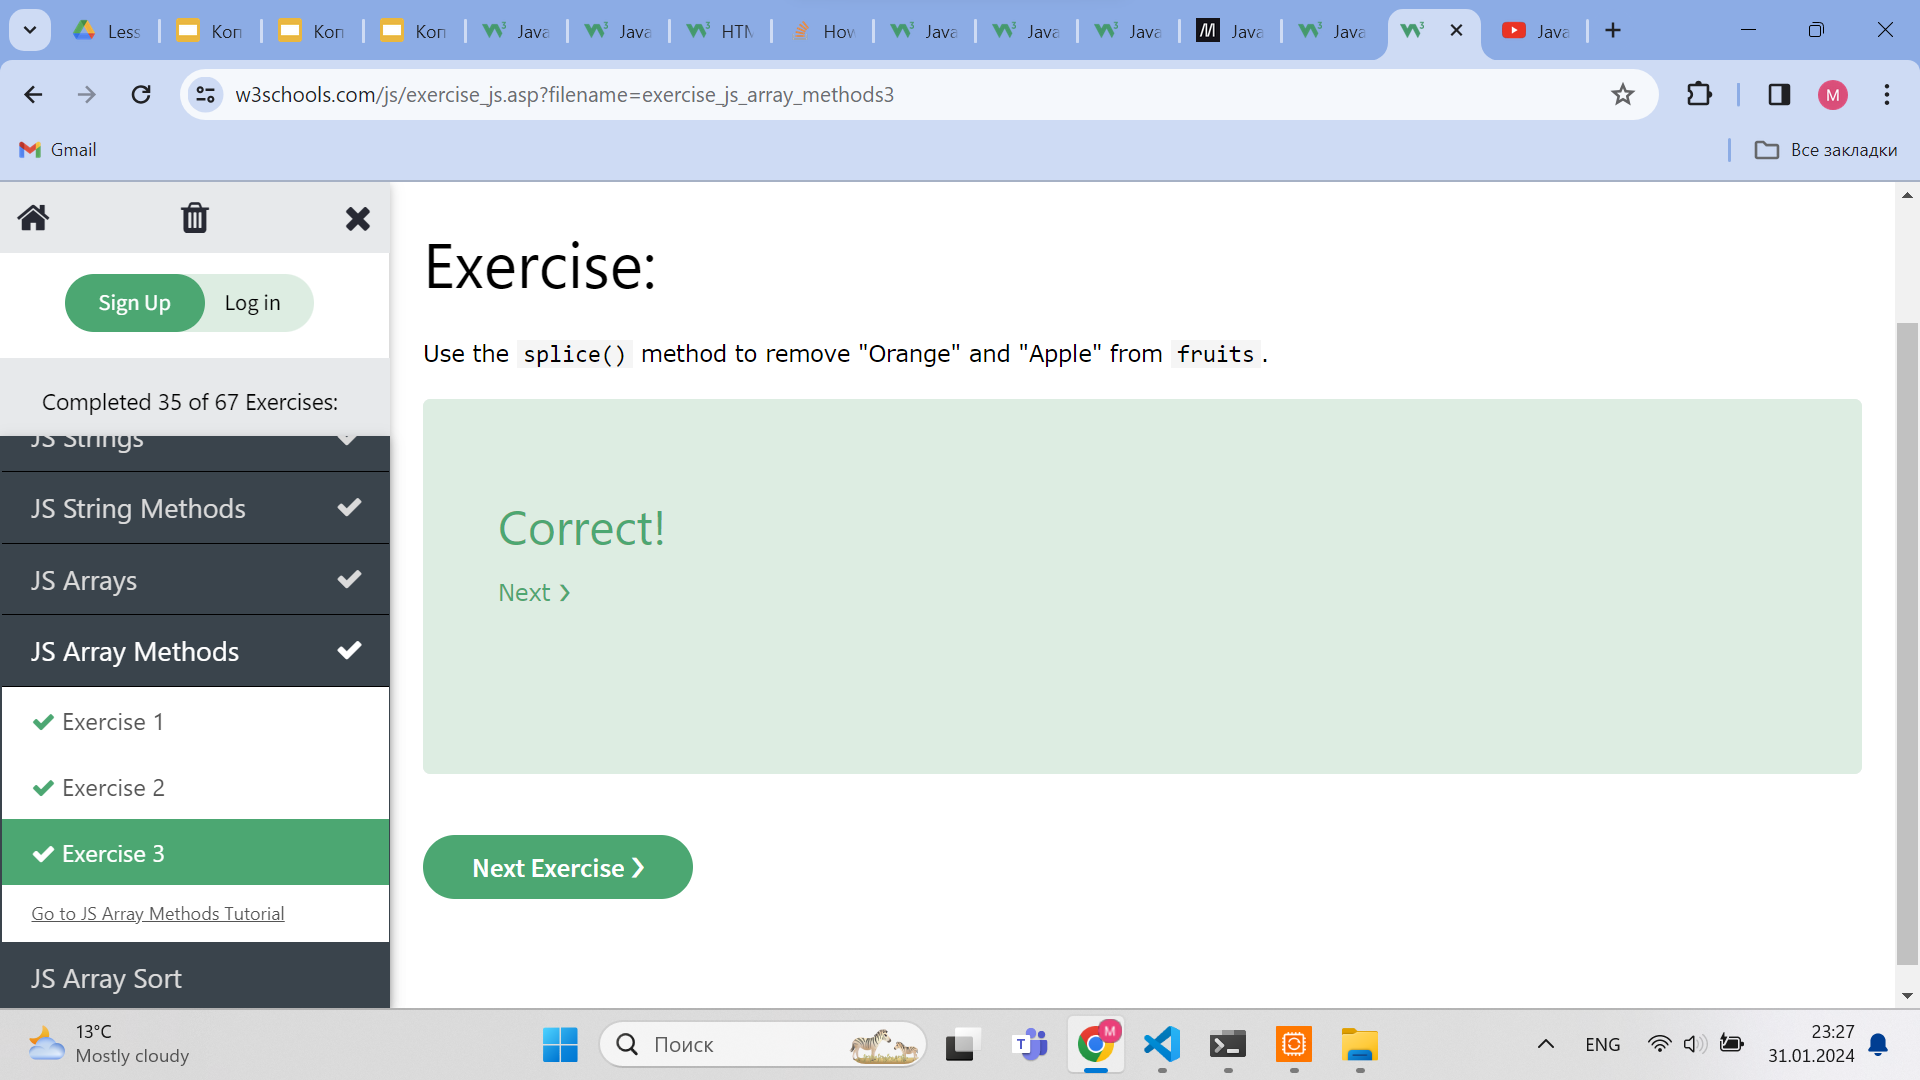 Less
Kon
Kon
Kon
Java
Java
HTM
How
Java
Java
Java
Java
Java
Java
w3schools.com/js/exercise_js.asp?filename=exercise_js_array_methods3
M
Gmail
Все закладки
Sign Up
Log in
Completed 35 of 67 Exercises:
JS Strings
JS String Methods
JS Arrays
JS Array Methods
Exercise 1
Exercise 2
Exercise 3
Go to JS Array Methods Tutorial
JS Array Sort
Exercise:
Use the splice() method to remove "Orange" and "Apple" from fruits.
Correct!
Next ❯
Next Exercise ❯
13°C
Mostly cloudy
Поиск
M
ENG
23:27
31.01.2024